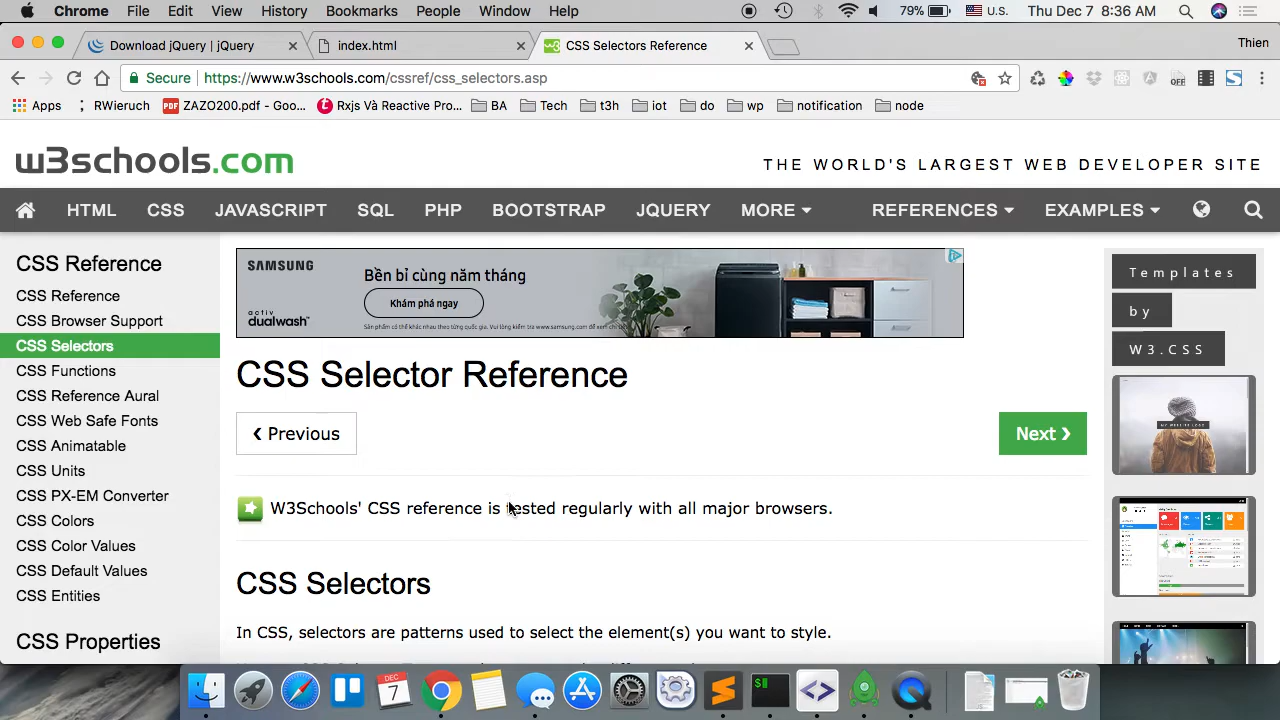 Chrome File Edit View History Bookmarks People Window Help 79% U.S. Thu Dec 7 8:36 AM
Download jQuery | jQuery index.html CSS Selectors Reference Thien
Secure https://www.w3schools.com/cssref/css_selectors.asp OFF
Apps RWieruch PDF ZAZO200.pdf - Goo... Rxjs Và Reactive Pro... BA Tech t3h iot do wp notification node
w3schools.com THE WORLD'S LARGEST WEB DEVELOPER SITE
HTML CSS JAVASCRIPT SQL PHP BOOTSTRAP JQUERY MORE REFERENCES EXAMPLES
CSS Reference
CSS Reference
CSS Browser Support
CSS Selectors
CSS Functions
CSS Reference Aural
CSS Web Safe Fonts
CSS Animatable
CSS Units
CSS PX-EM Converter
CSS Colors
CSS Color Values
CSS Default Values
CSS Entities
CSS Properties
SAMSUNG
Bền bỉ cùng năm tháng
Khám phá ngay
activ
dualwash™
CSS Selector Reference
❮ Previous
Next ❯
W3Schools' CSS reference is tested regularly with all major browsers.
CSS Selectors
In CSS, selectors are patterns used to select the element(s) you want to style.
Templates
by
W3.CSS
DEC
7